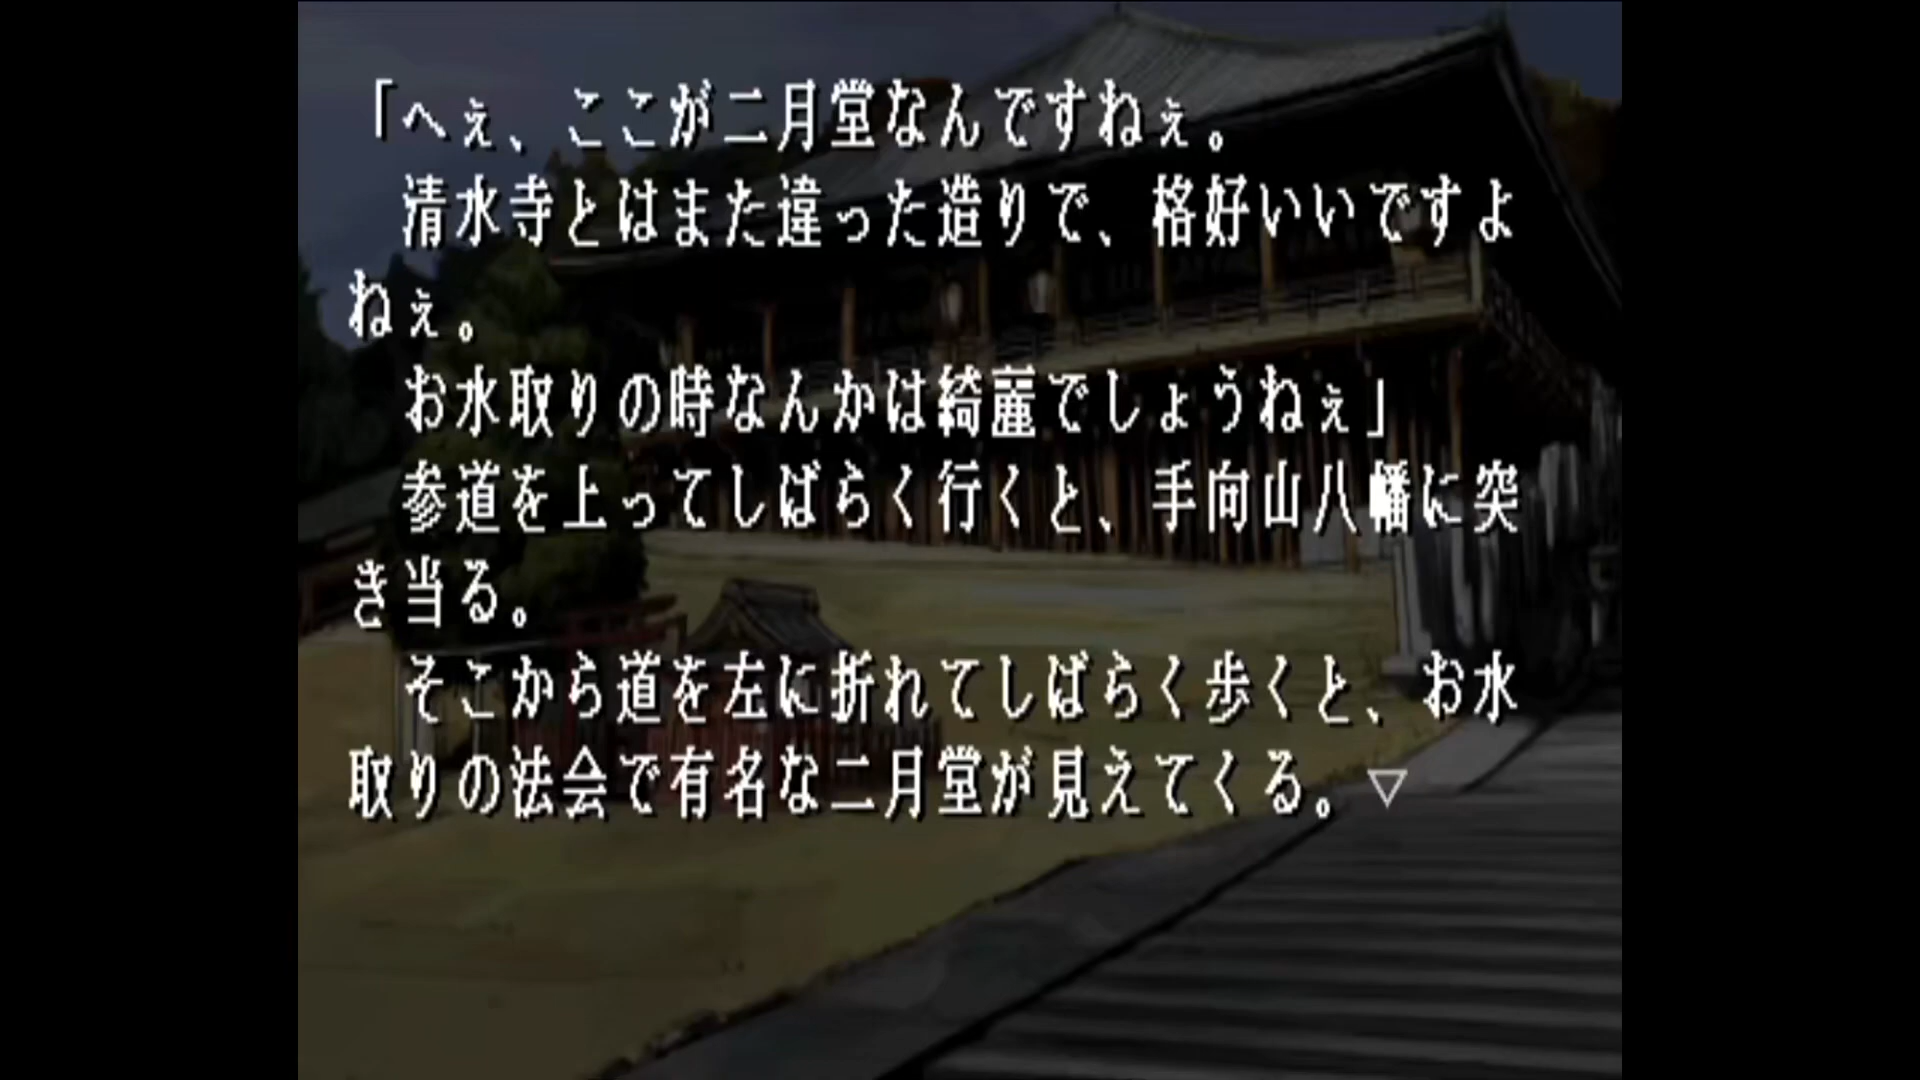 「へぇ、ここが二月堂なんですねぇ。
清水寺とはまた違った造りで、格好いいですよ
ねぇ。
お水取りの時なんかは綺麗でしょうねぇ」
参道を上ってしばらく行くと、手向山八幡に突
き当る。
そこから道を左に折れてしばらく歩くと、お水
取りの法会で有名な二月堂が見えてくる。▽